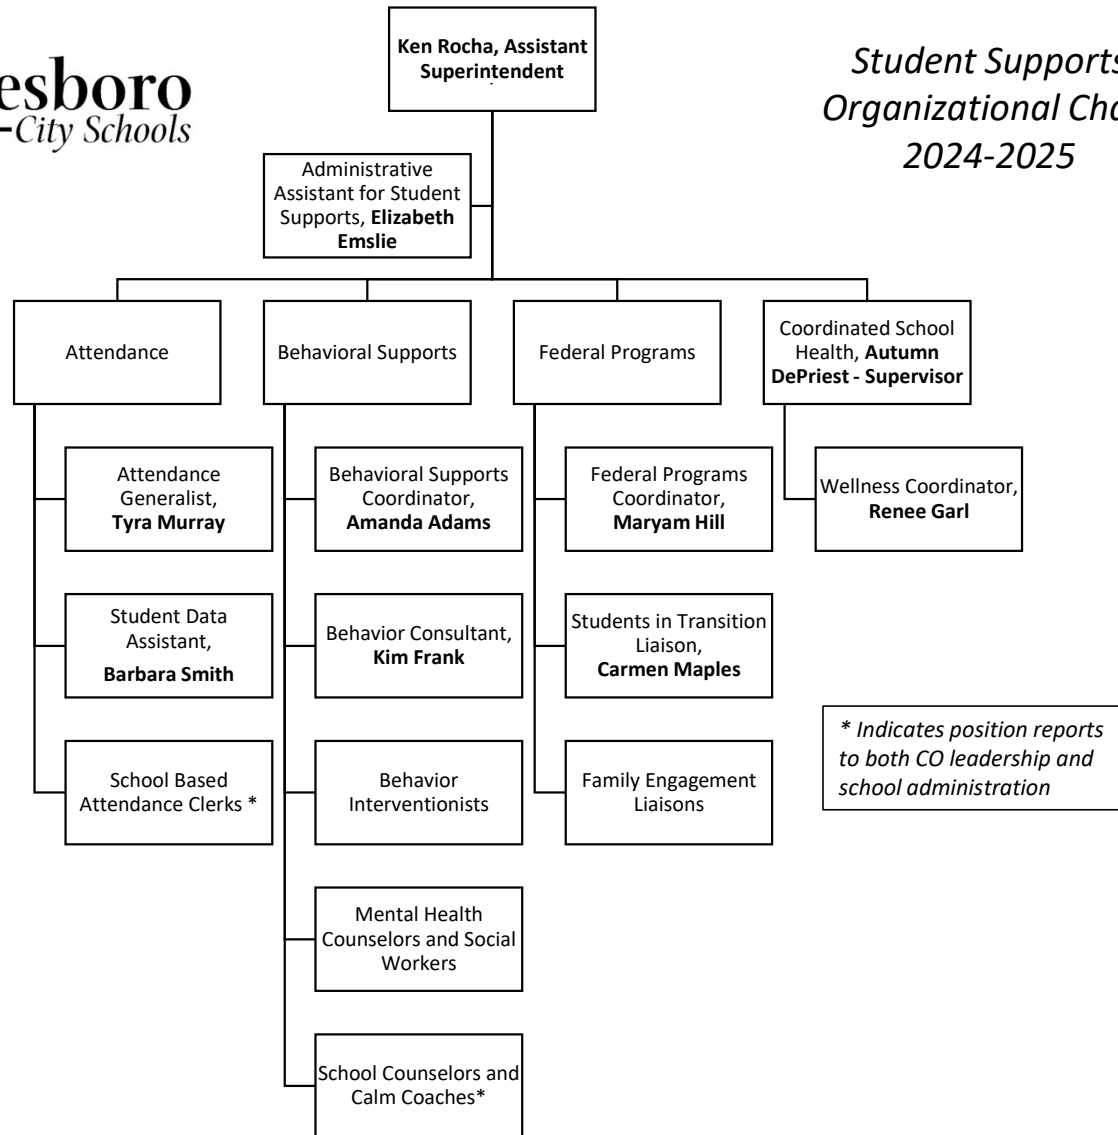 Ken Rocha, Assistant
Superintendent
esboro
City Schools
Student Supports
Organizational
2024-2025
Administrative
Assistant for Student
Supports, Elizabeth
Emslie
Attendance
Behavioral Supports
Federal Programs
Coordinated School
Health, Autumn
DePriest - Supervisor
Attendance
Generalist,
Tyra Murray
Behavioral Supports
Coordinator,
Amanda Adams
Federal Programs
Coordinator,
Maryam Hill
Wellness Coordinator,
Renee Garl
Student Data
Assistant,
Barbara Smith
Behavior Consultant,
Kim Frank
Students in Transition
Liaison,
Carmen Maples
School Based
Attendance Clerks *
Behavior
Interventionists
Family Engagement
Liaisons
* Indicates position reports
to both CO leadership and
school administration
Mental Health
Counselors and Social
Workers
School Counselors and
Calm Coaches*